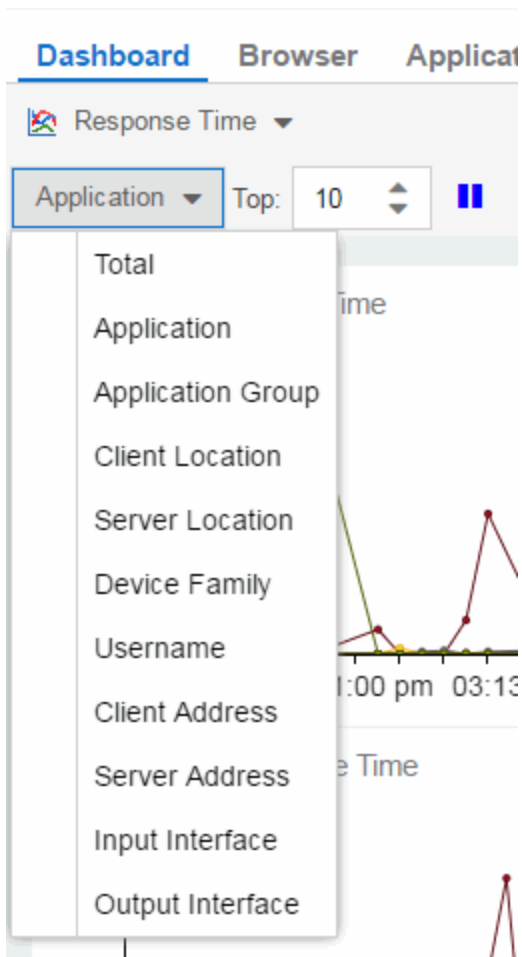 Dashboard Browser Applicat
Response Time
Application Top: 10
Total
ime
Application
Application Group
Client Location
Server Location
Device Family
Username
1:00 pm 03:13
Client Address
Server Address
e Time
Input Interface
Output Interface